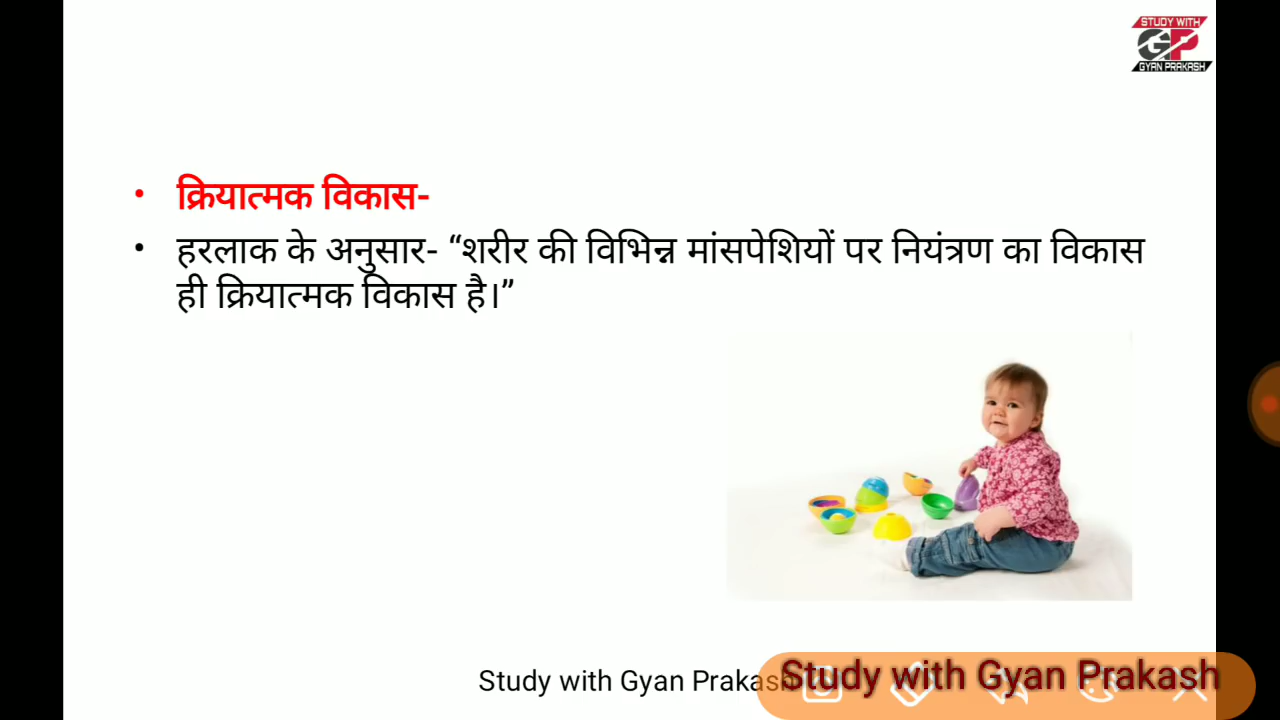 STUDY WITH
GP
GYAN PRAKASH
क्रियात्मक विकास-
हरलाक के अनुसार- “शरीर की विभिन्न मांसपेशियों पर नियंत्रण का विकास
ही क्रियात्मक विकास है।”
Study with Gyan Prakash
Study with Gyan Prakash